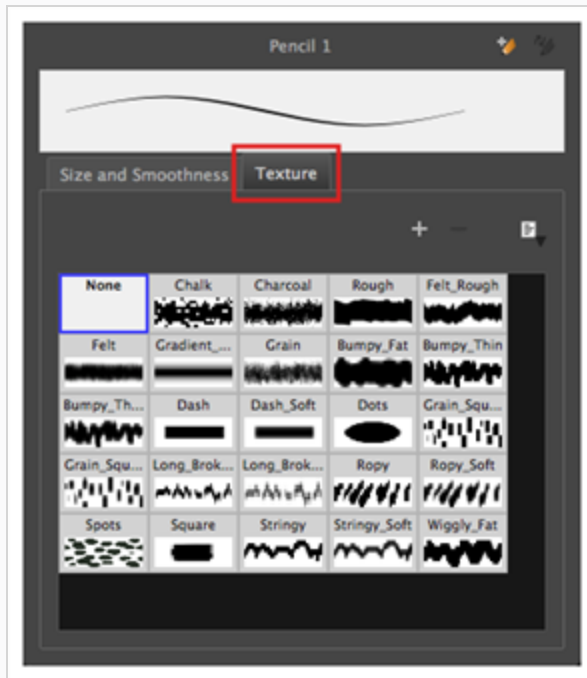 Pencil 1
Size and Smoothness Texture
None Chalk Charcoal Rough Felt_Rough
Felt Gradient_... Grain Bumpy_Fat Bumpy_Thin
Bumpy_Th... Dash Dash_Soft Dots Grain_Squ...
Grain_Squ... Long_Brok... Long_Brok... Ropy Ropy_Soft
Spots Square Stringy Stringy_Soft Wiggly_Fat